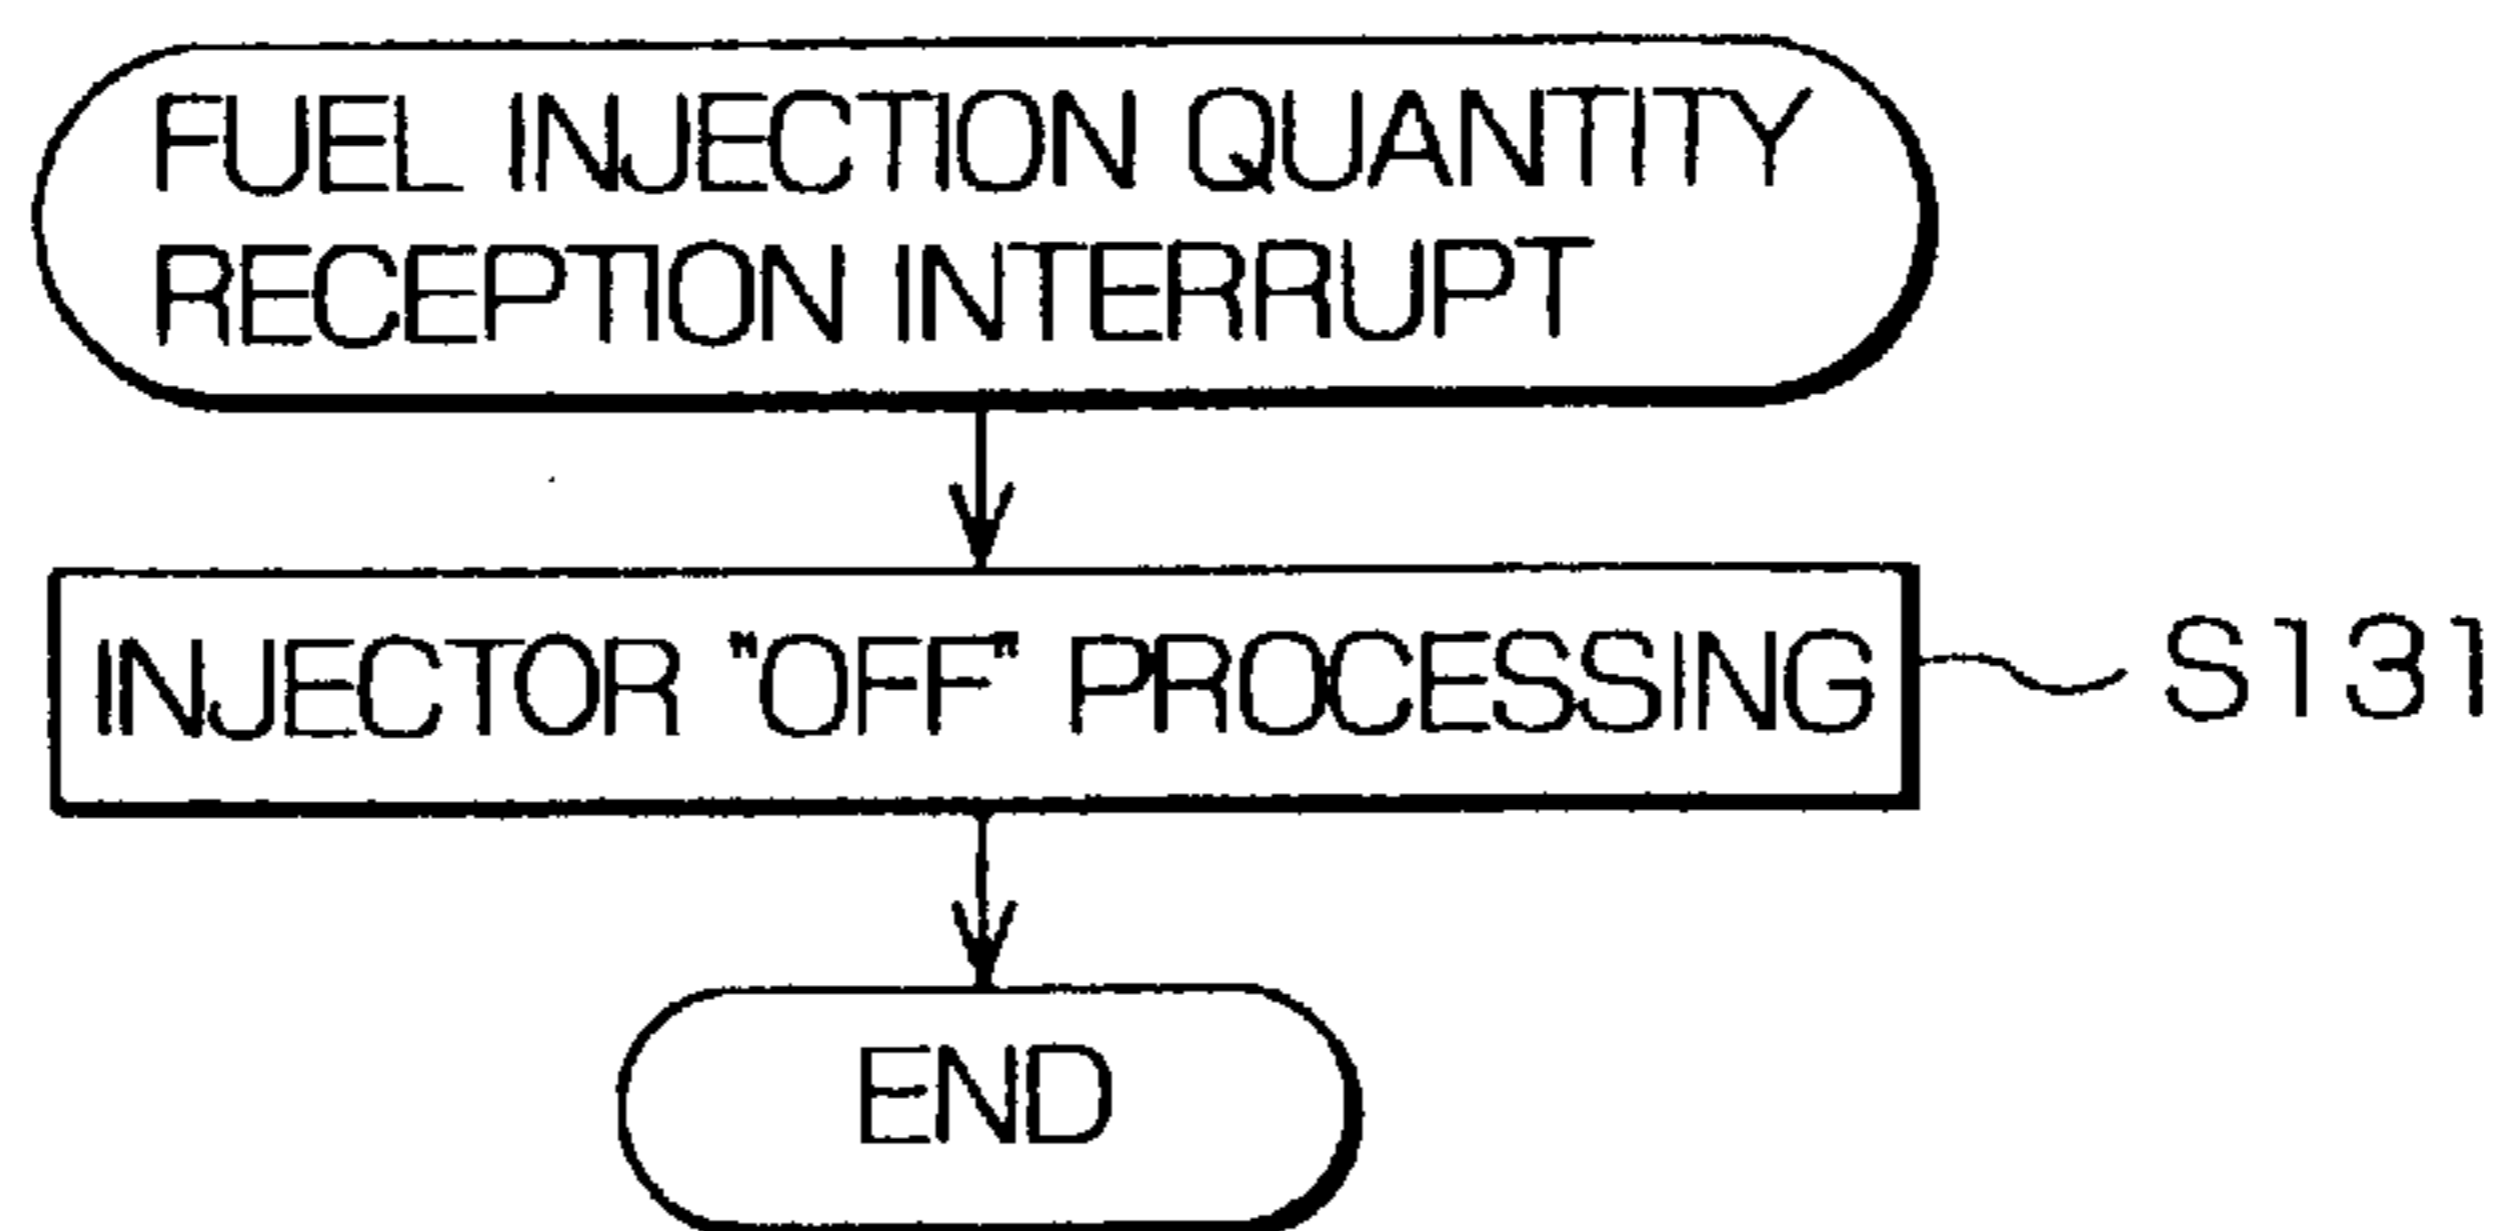 FUEL INJECTION QUANTITY
RECEPTION INTERRUPT
INJECTOR "OFF" PROCESSING
S131
END